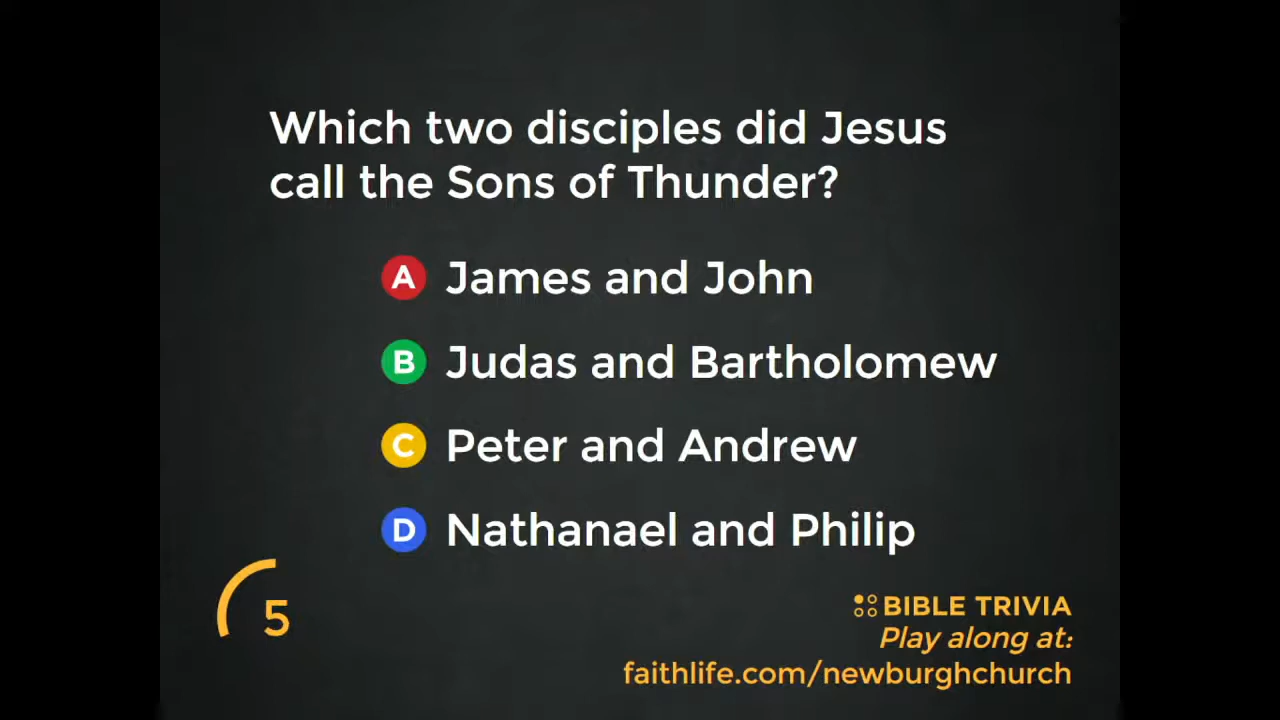 Which two disciples did Jesus
call the Sons of Thunder?
A James and John
B Judas and Bartholomew
C Peter and Andrew
D Nathanael and Philip
5
BIBLE TRIVIA
Play along at:
faithlife.com/newburghchurch